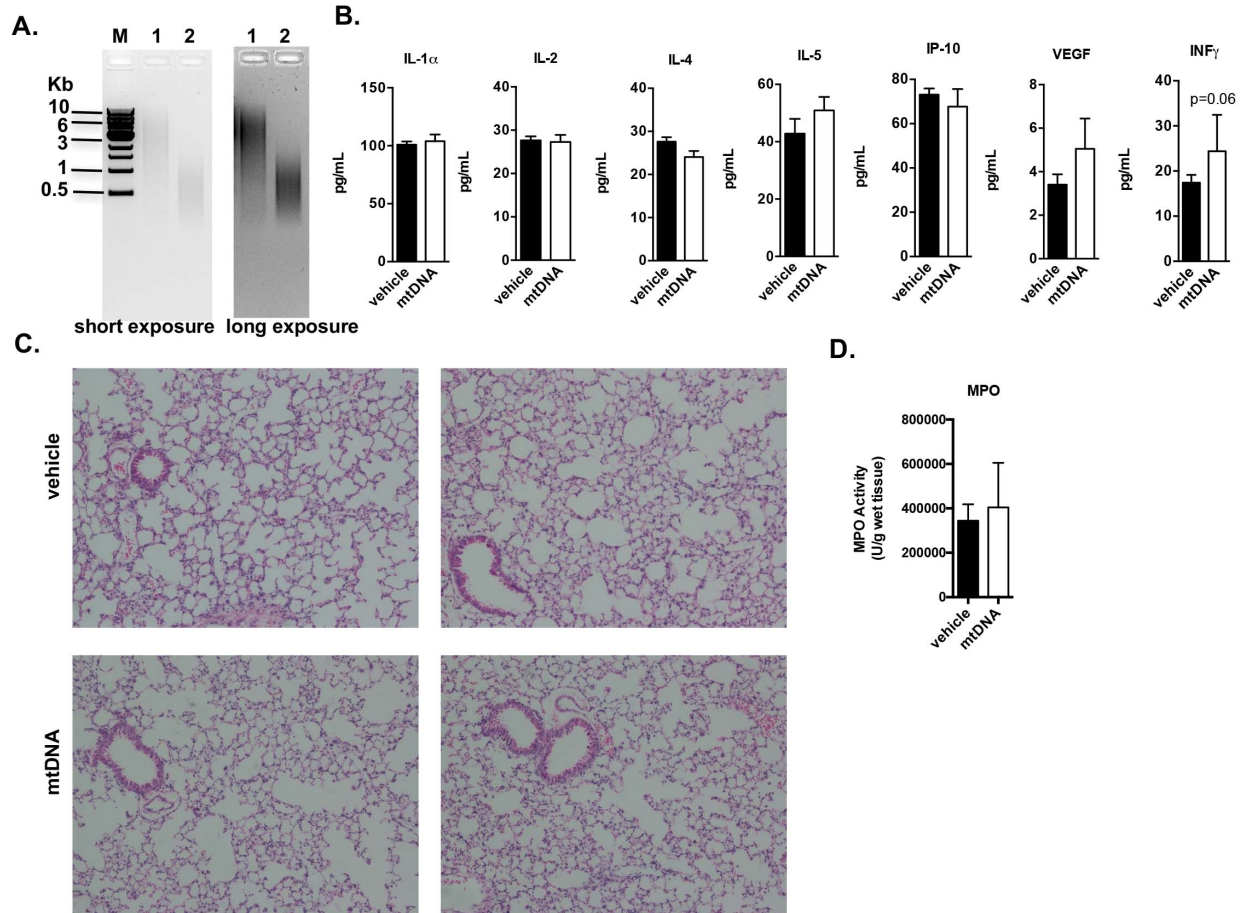 A.
M 1 2
1 2
Kb
10
6
3
1
0.5
short exposure
long exposure
B.
IL-1α
150
100
50
0
pg/mL
vehicle
mtDNA
IL-2
40
30
20
10
0
pg/mL
vehicle
mtDNA
IL-4
40
30
20
10
0
pg/mL
vehicle
mtDNA
IL-5
60
40
20
0
pg/mL
vehicle
mtDNA
IP-10
80
60
40
20
0
pg/mL
vehicle
mtDNA
VEGF
8
6
4
2
0
pg/mL
vehicle
mtDNA
INFγ
p=0.06
40
30
20
10
0
pg/mL
vehicle
mtDNA
C.
vehicle
mtDNA
D.
MPO
800000
600000
400000
200000
0
MPO Activity
(U/g wet tissue)
vehicle
mtDNA